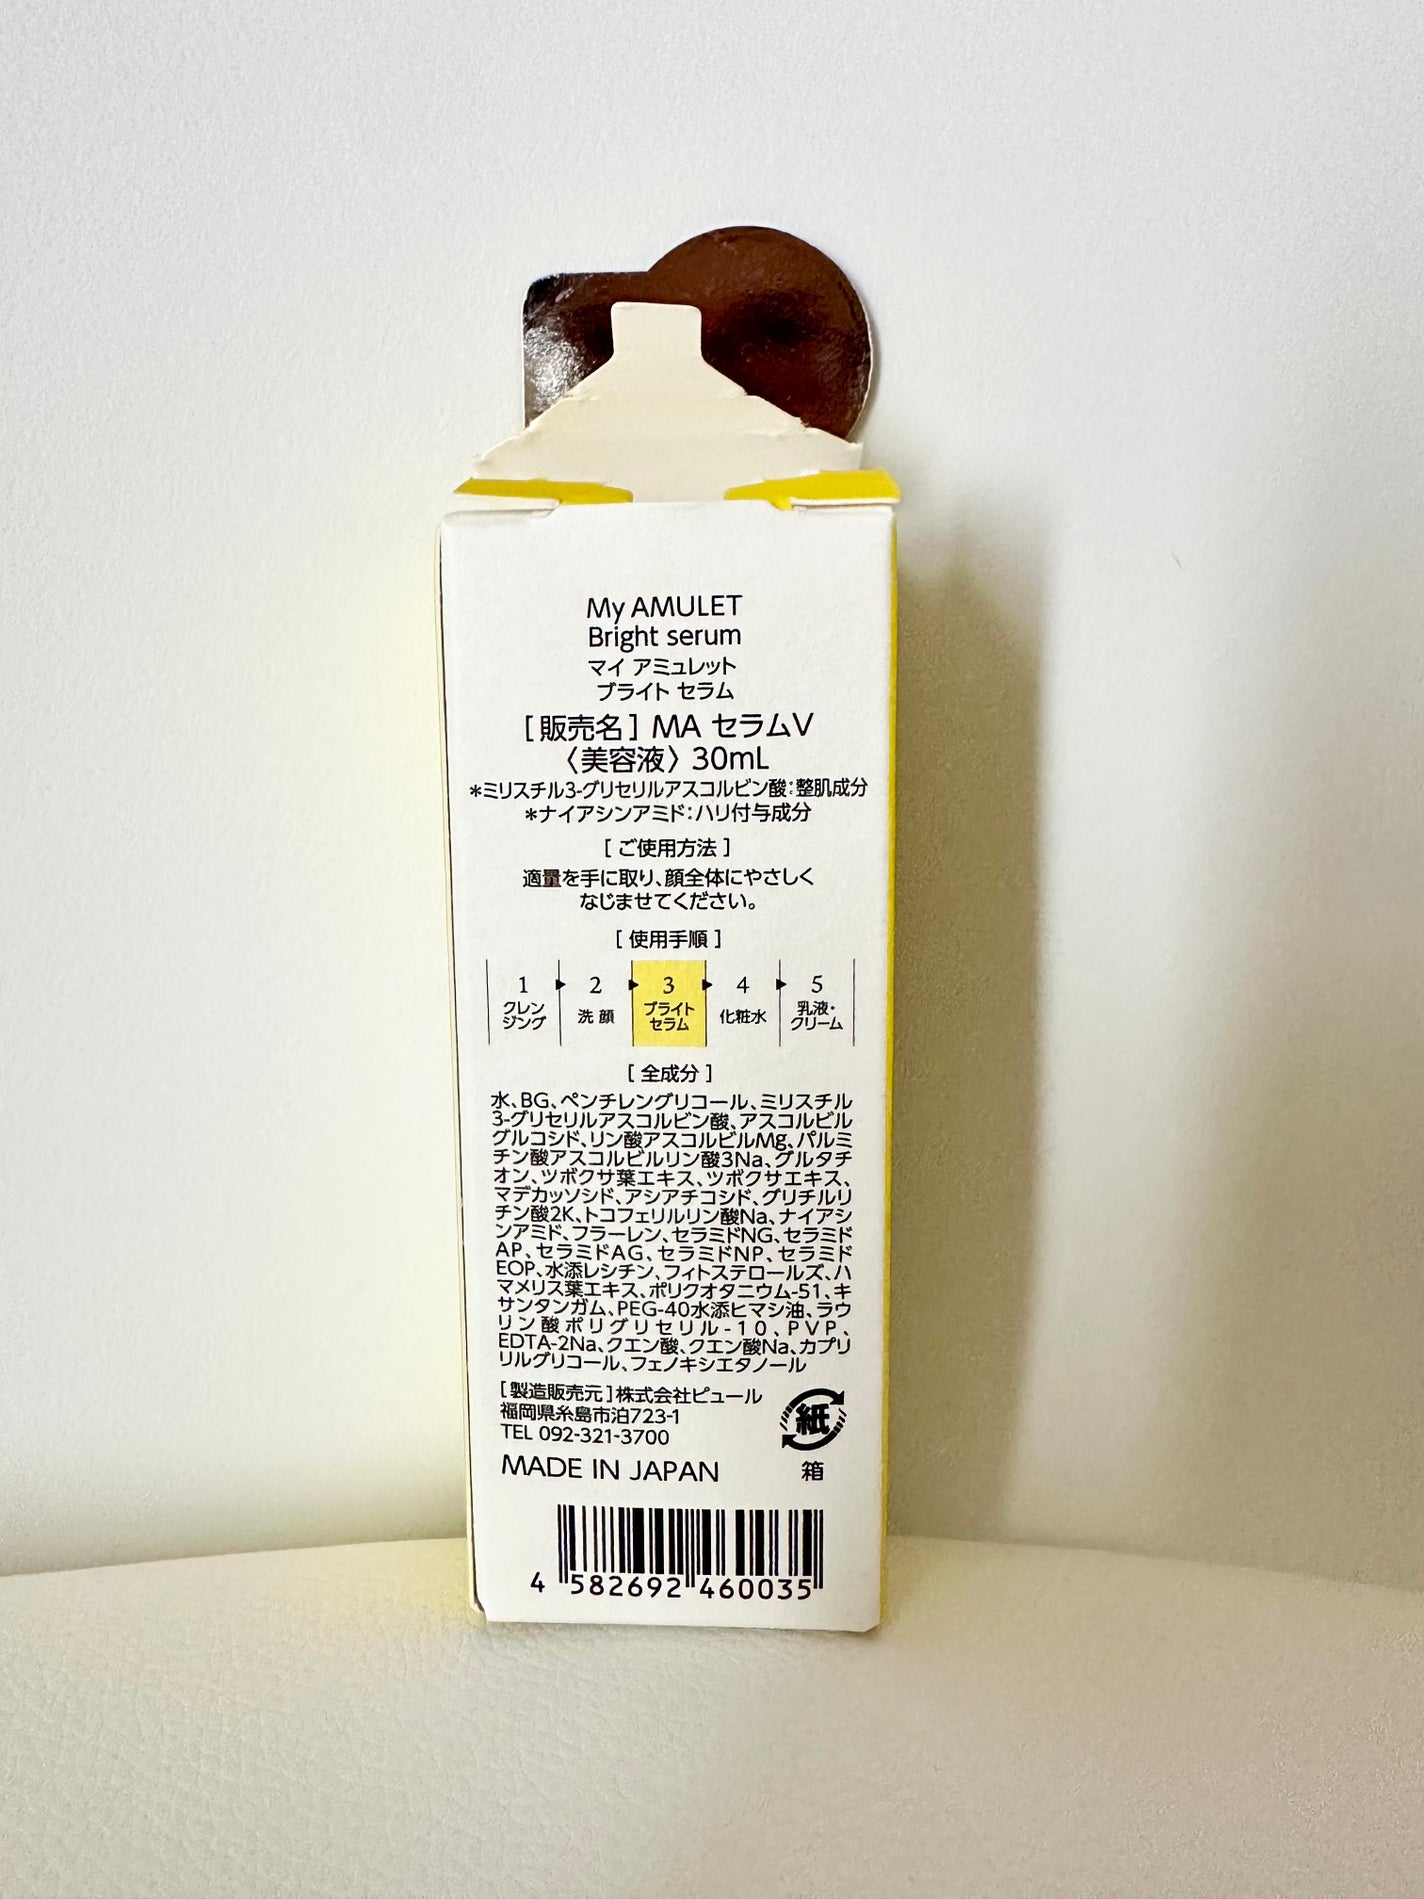 My AMULET
Bright serum
マイ アミュレット
ブライト セラム
[ 販売名 ] MA セラムV
〈美容液〉30mL
*ミリスチル3-グリセリルアスコルビン酸:整肌成分
*ナイアシンアミド:ハリ付与成分
[ ご使用方法 ]
適量を手に取り、顔全体にやさしく
なじませてください。
[ 使用手順 ]
1 ▶ 2 ▶ 3 ▶ 4 ▶ 5
クレン 洗 顔 ブライト 化粧水 乳液・
ジング セラム クリーム
[ 全成分 ]
水、BG、ペンチレングリコール、ミリスチル
3-グリセリルアスコルビン酸、アスコルビル
グルコシド、リン酸アスコルビルMg、パルミ
チン酸アスコルビルリン酸3Na、グルタチ
オン、ツボクサ葉エキス、ツボクサエキス、
マデカッソシド、アシアチコシド、グリチルリ
チン酸2K、トコフェリルリン酸Na、ナイアシ
ンアミド、フラーレン、セラミドNG、セラミド
AP、セラミドAG、セラミドNP、セラミド
EOP、水添レシチン、フィトステロールズ、ハ
マメリス葉エキス、ポリクオタニウム-51、キ
サンタンガム、PEG-40水添ヒマシ油、ラウ
リン酸ポリグリセリル-10、PVP、
EDTA-2Na、クエン酸、クエン酸Na、カプリ
リルグリコール、フェノキシエタノール
[ 製造販売元 ] 株式会社ピュール
福岡県糸島市泊723-1
TEL 092-321-3700
紙
MADE IN JAPAN 箱
4 582692 460035